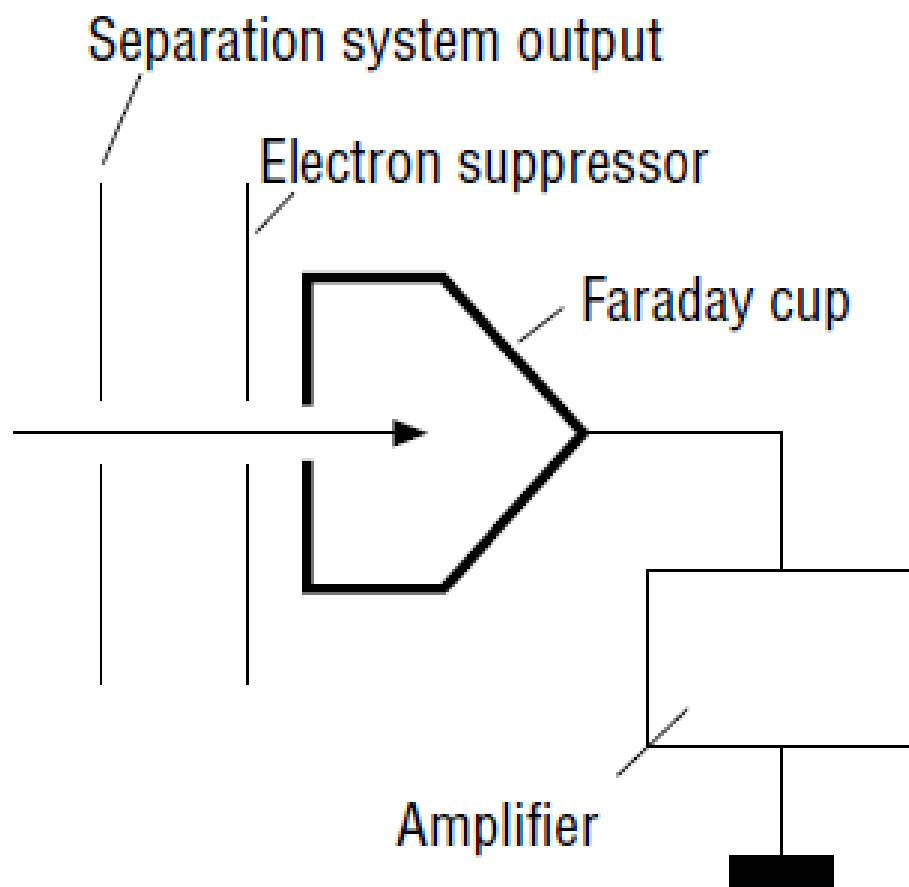 Separation system output
Electron suppressor
Faraday cup
Amplifier